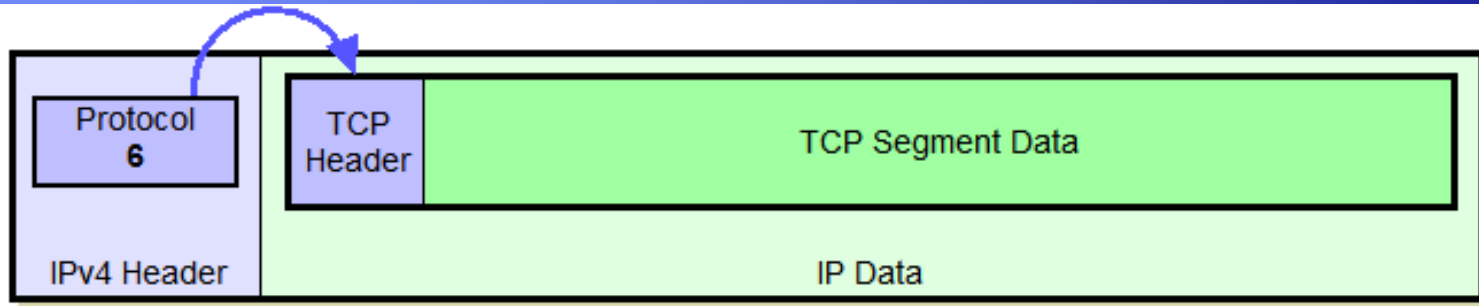 Protocol
6
TCP
Header
TCP Segment Data
IPv4 Header
IP Data